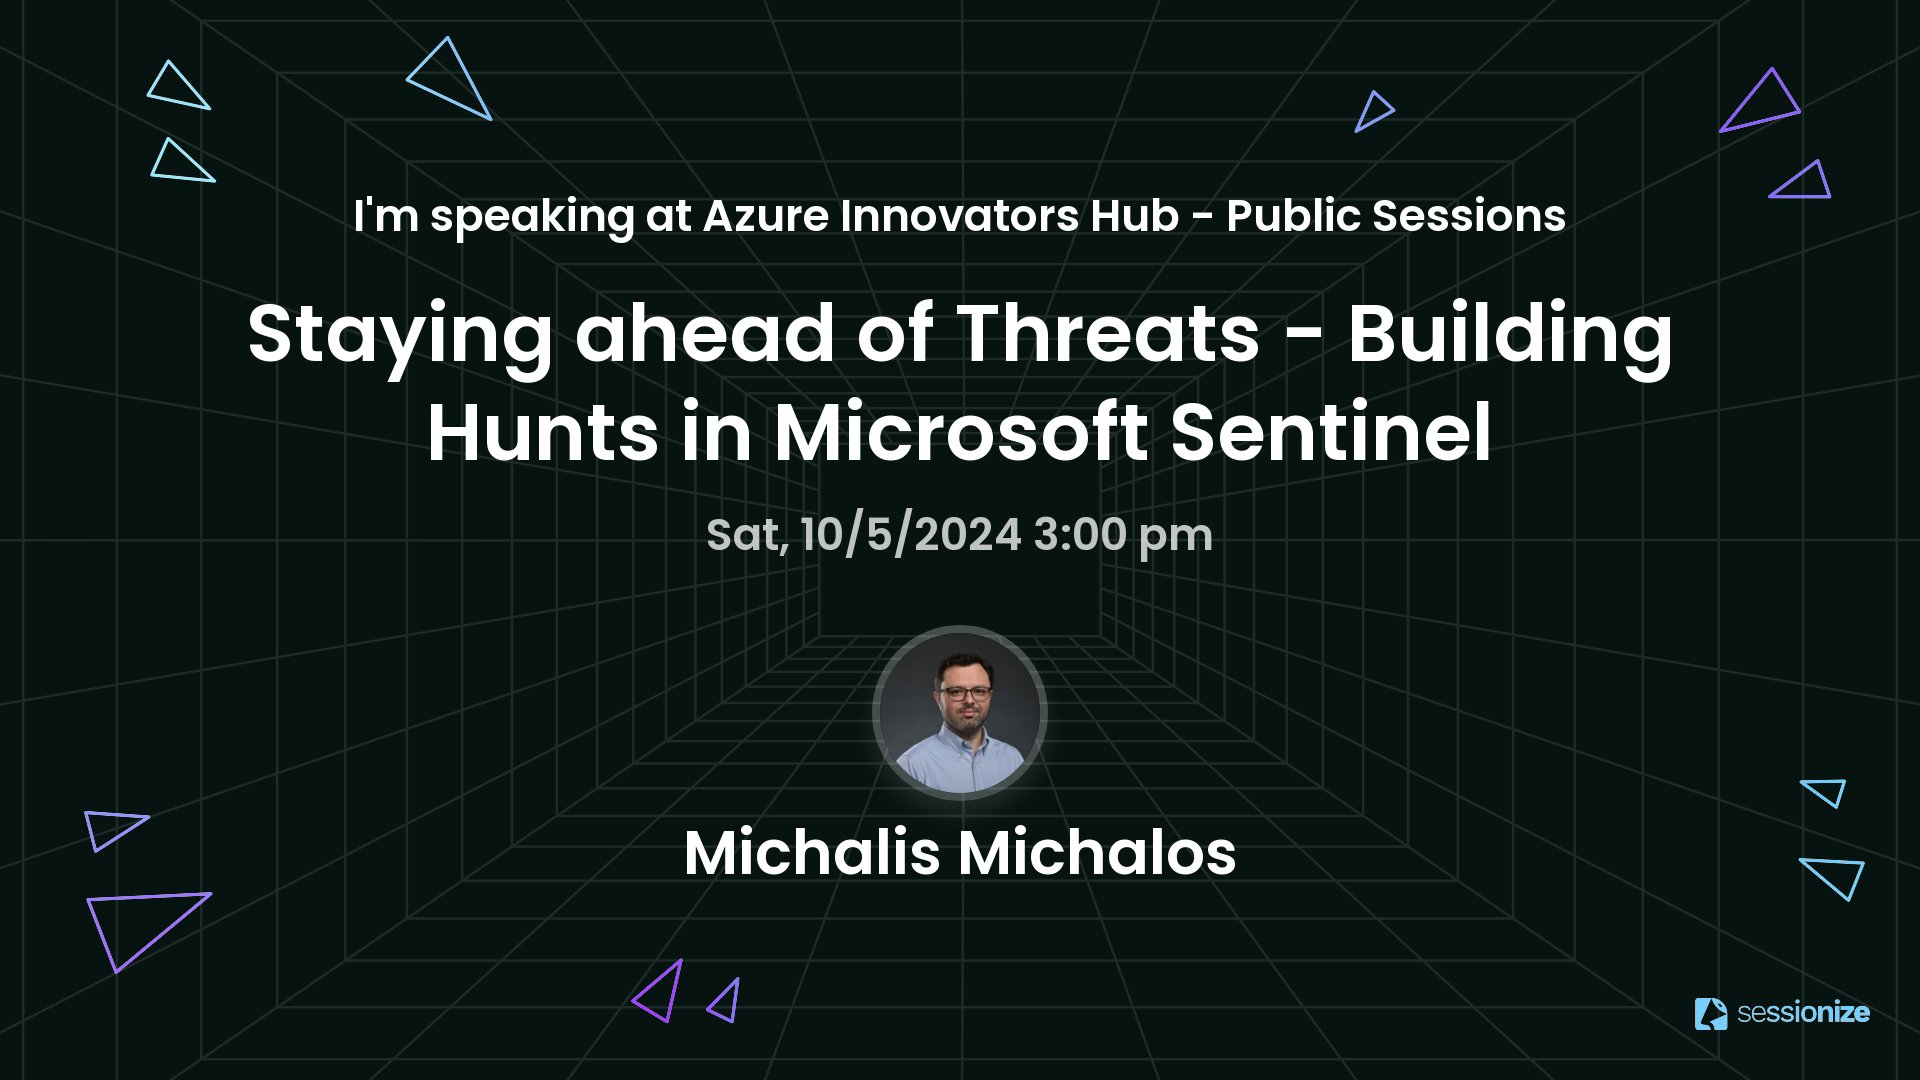 I'm speaking at Azure Innovators Hub - Public Sessions
Staying ahead of Threats - Building
Hunts in Microsoft Sentinel
Sat, 10/5/2024 3:00 pm
Michalis Michalos
sessionize